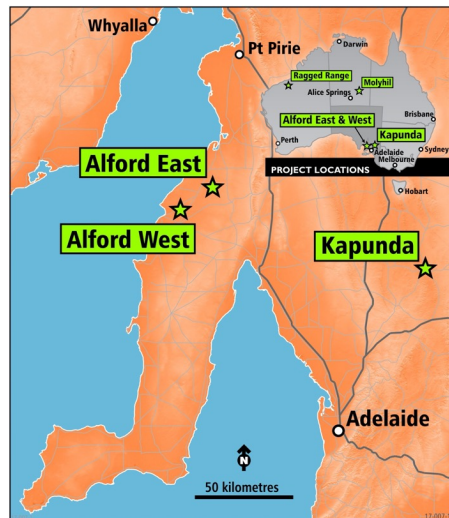 Whyalla
Pt Pirie
Darwin
Ragged Range
Molyhil
Alice Springs
Brisbane
Alford East & West
Kapunda
Perth
Adelaide
Sydney
Melbourne
PROJECT LOCATIONS
Hobart
Alford East
Alford West
Kapunda
Adelaide
N
50 kilometres